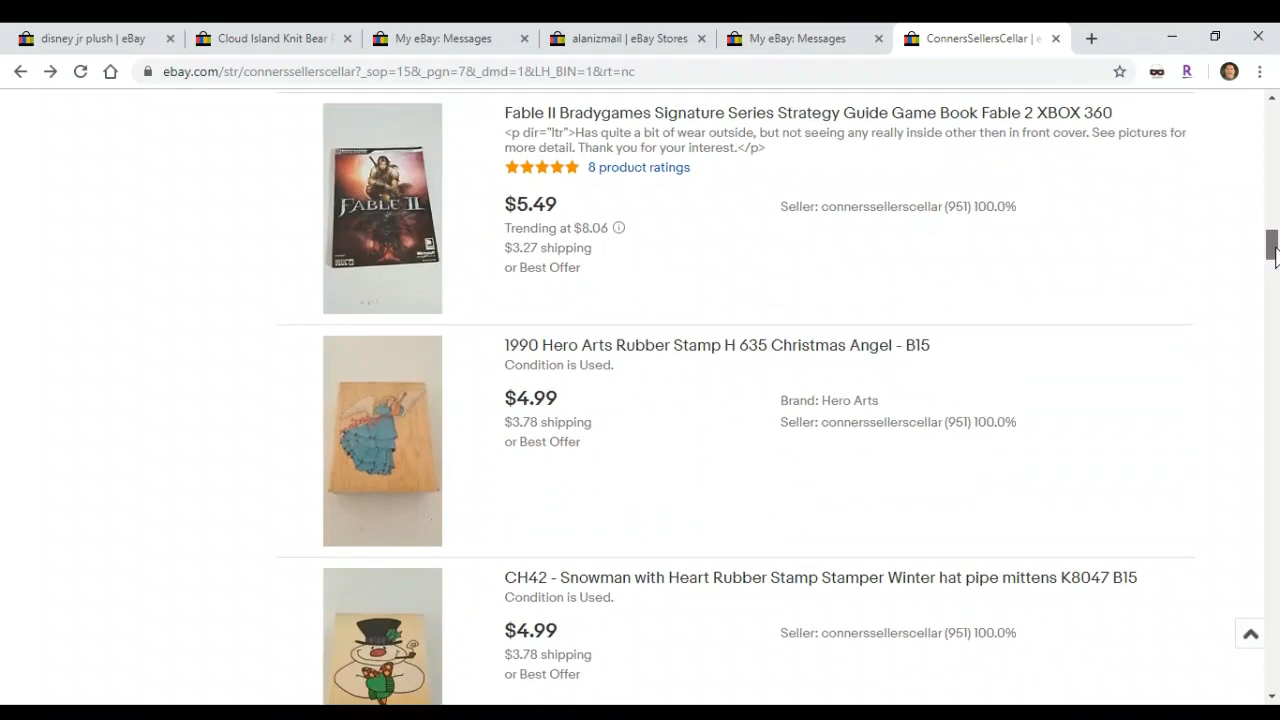 disney jr plush | eBay
Cloud Island Knit Bear
My eBay: Messages
alanizmail | eBay Stores
My eBay: Messages
ConnersSellersCellar | e
ebay.com/str/connerssellerscellar?_sop=15&_pgn=7&_dmd=1&LH_BIN=1&rt=nc
R
Fable II Bradygames Signature Series Strategy Guide Game Book Fable 2 XBOX 360
<p dir="ltr">Has quite a bit of wear outside, but not seeing any really inside other then in front cover. See pictures for
more detail. Thank you for your interest.</p>
8 product ratings
$5.49
Seller: connerssellerscellar (951) 100.0%
Trending at $8.06
$3.27 shipping
or Best Offer
FABLE II
1990 Hero Arts Rubber Stamp H 635 Christmas Angel - B15
Condition is Used.
$4.99
Brand: Hero Arts
$3.78 shipping
Seller: connerssellerscellar (951) 100.0%
or Best Offer
CH42 - Snowman with Heart Rubber Stamp Stamper Winter hat pipe mittens K8047 B15
Condition is Used.
$4.99
Seller: connerssellerscellar (951) 100.0%
$3.78 shipping
or Best Offer